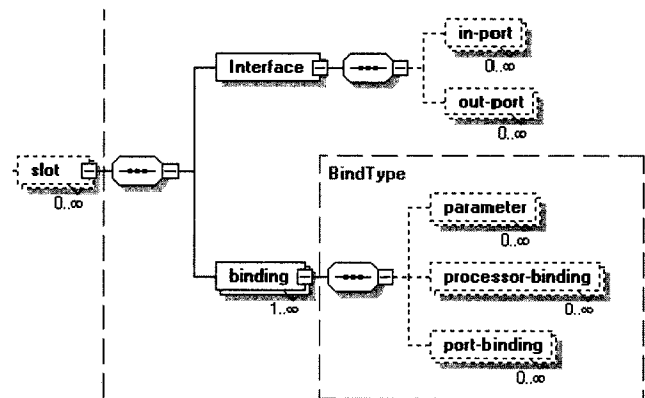 in-port
0..∞
Interface
out-port
0..∞
slot
0..∞
BindType
parameter
0..∞
binding
1..∞
processor-binding
0..∞
port-binding
0..∞